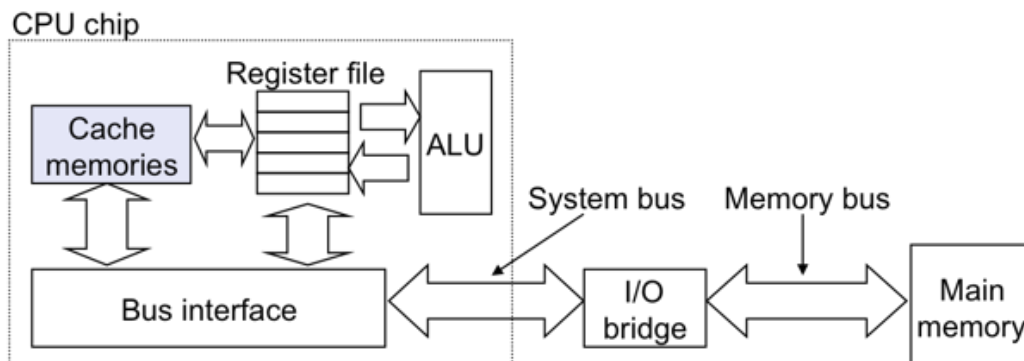 CPU chip
Register file
Cache
memories
ALU
System bus
Memory bus
Bus interface
I/O
bridge
Main
memory